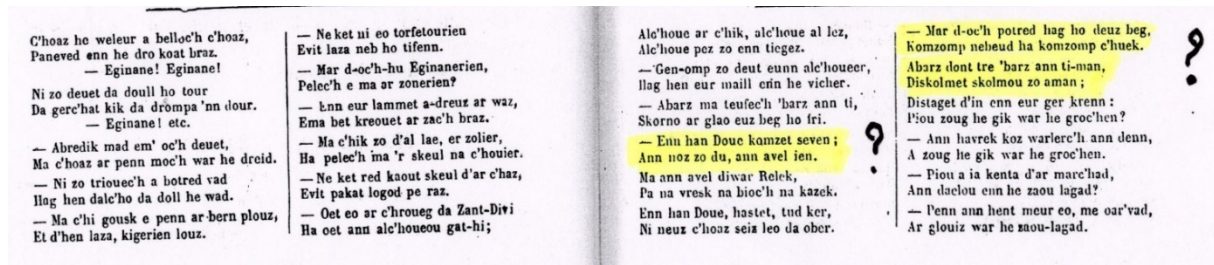 C'hoaz he weleur a belloc'h c'hoaz,
Paneved enn he dro koat braz.
— Eginane! Eginane!
Ni zo deuet da doull ho tour
Da gerc'hat kik da drompa 'nn dour.
— Eginane! etc.
— Abredik mad em' oc'h deuet,
Ma c'hoaz ar penn moc'h war he dreid.
— Ni zo triouec'h a botred vad
Hag hen dalc'ho da doll he wad.
— Ma c'hi gousk e penn ar bern plouz,
Et d'hen laza, kigerien louz.
— Ne ket ni eo torfetourien
Evit laza neb ho tifenn.
— Mar d-oc'h-hu Eginanerien,
Pelec'h e ma ar zonerien?
— Enn eur lammet a-dreuz ar waz,
Ema bet kreouet ar zac'h braz.
— Ma c'hik zo d'al lae, er zolier,
Ha pelec'h ma 'r skeul na c'houier.
— Ne ket red kaout skeul d'ar c'haz,
Evit pakat logod pe raz.
— Oet eo ar c'hroueg da Zant-Divi
Ha oet ann alc'houeou gat-hi;
Alc'houe ar c'hik, alc'houe al lez,
Alc'houe pez zo enn tiegez.
— Gen-omp zo deut eunn alc'houeer,
Hag hen eur maill enn he vicher.
— Abarz ma teufec'h 'barz ann ti,
Skorno ar glao euz beg ho fri.
— Enn han Doue komzet seven;
Ann noz zo du, ann avel ien.
Ma ann avel diwar Relek,
Pa na vresk na bioc'h na kazek.
Enn han Doue, hastet, tud ker,
Ni neuz c'hoaz seiz leo da ober.
?
— Mar d-oc'h potred hag ho deuz beg,
Komzomp nebeud ha komzomp c'huek.
Abarz dont tre 'barz ann ti-man,
Diskolmet skolmou zo aman;
Distaget d'in enn eur ger krenn:
Piou zoug he gik war he groc'hen?
— Ann havrek koz warlerc'h ann denn,
A zoug he gik war he groc'hen.
— Piou a ia kenta d'ar marc'had,
Ann daelou enn he zaou lagad?
— Penn ann hent meur eo, me oar'vad,
Ar glouiz war he zaou-lagad.
?